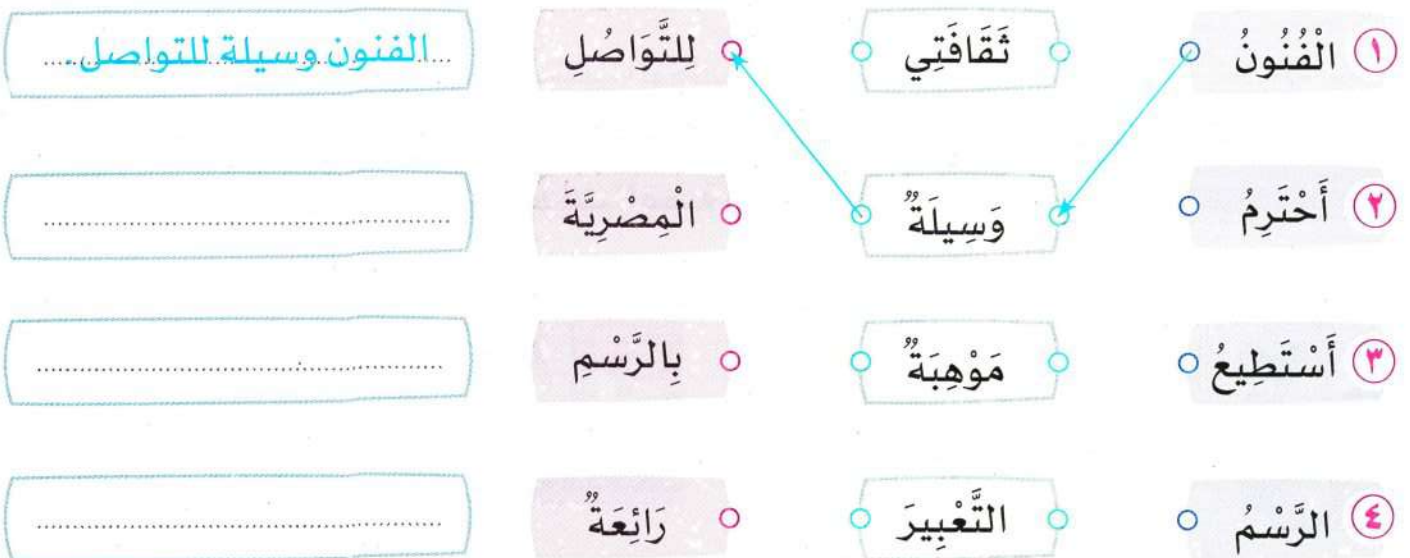 ١ الْفُنُونُ ثَقَافَتِي لِلتَّوَاصُلِ الفنون وسيلة للتواصل.
٢ أَحْتَرِمُ وَسِيلَةٌ الْمِصْرِيَّةَ
٣ أَسْتَطِيعُ مَوْهِبَةٌ بِالرَّسْمِ
٤ الرَّسْمُ التَّعْبِيرَ رَائِعَةٌ